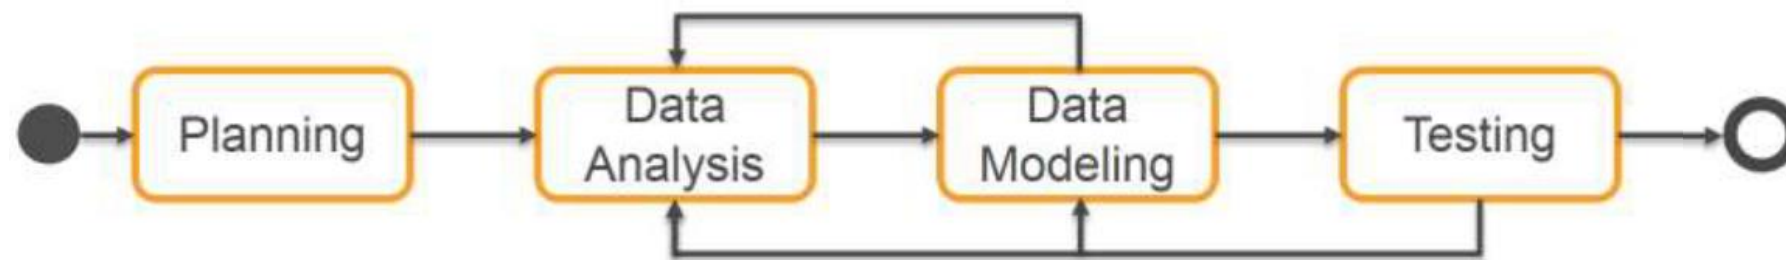 Planning
Data
Analysis
Data
Modeling
Testing